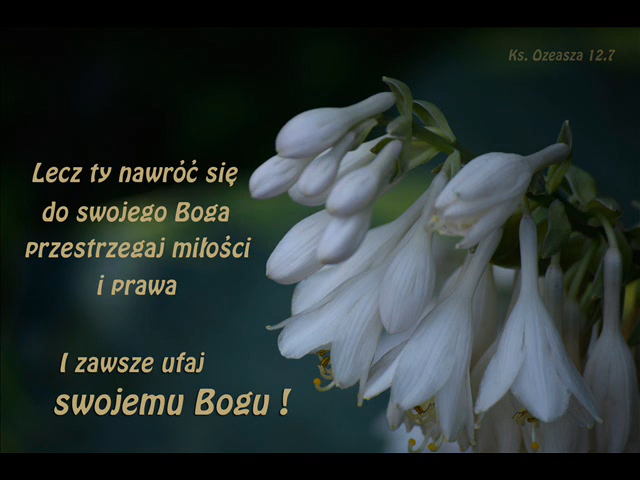 Ks. Ozeasza 12.7
Lecz ty nawróć się
do swojego Boga
przestrzegaj miłości
i prawa
I zawsze ufaj
swojemu Bogu !